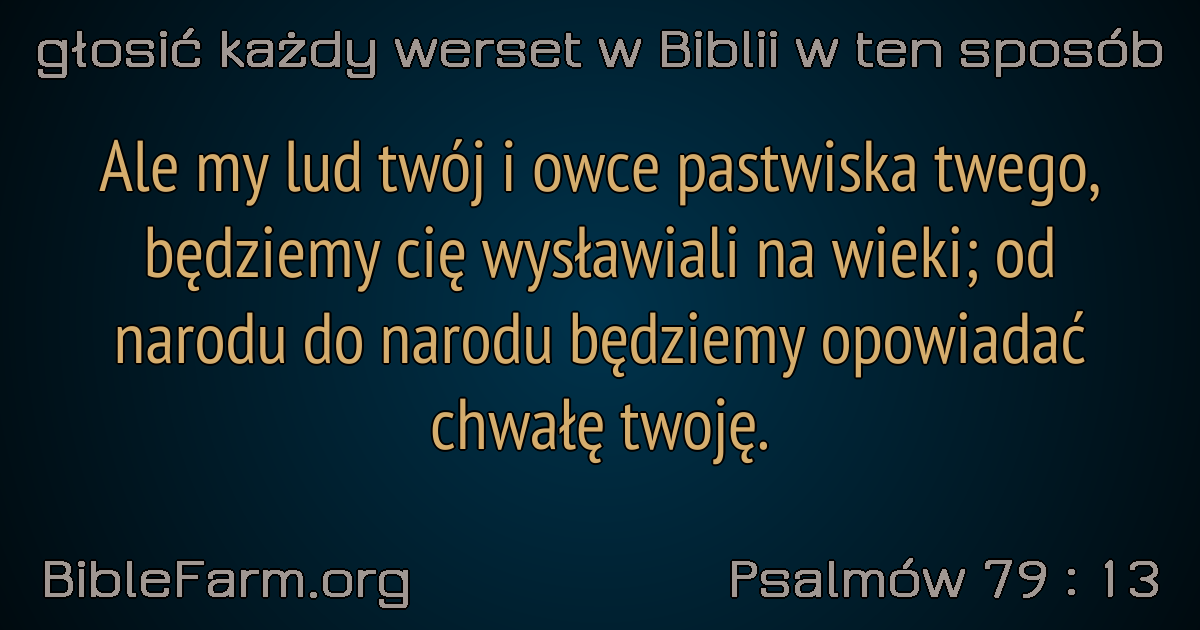 głosić każdy werset w Biblii w ten sposób
Ale my lud twój i owce pastwiska twego,
będziemy cię wysławiali na wieki; od
narodu do narodu będziemy opowiadać
chwałę twoję.
BibleFarm.org
Psalmów 79 : 13